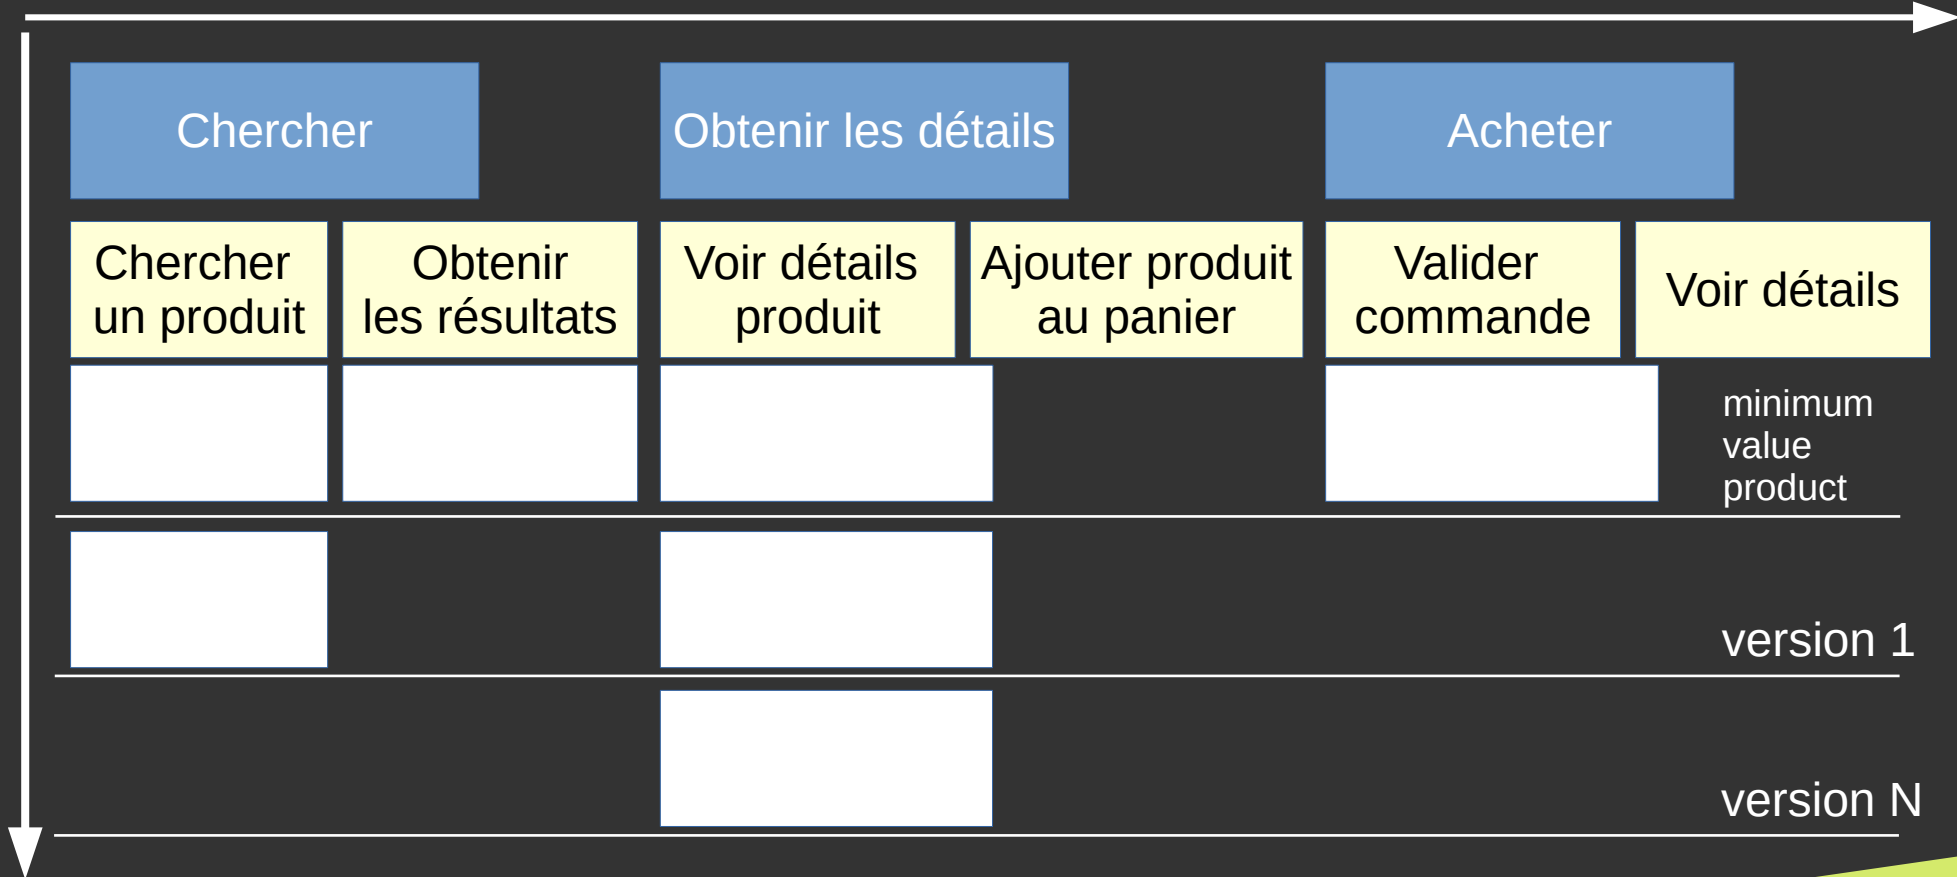 Chercher
Obtenir les détails
Acheter
Chercher
un produit
Obtenir
les résultats
Voir détails
produit
Ajouter produit
au panier
Valider
commande
Voir détails
minimum
value
product
version 1
version N